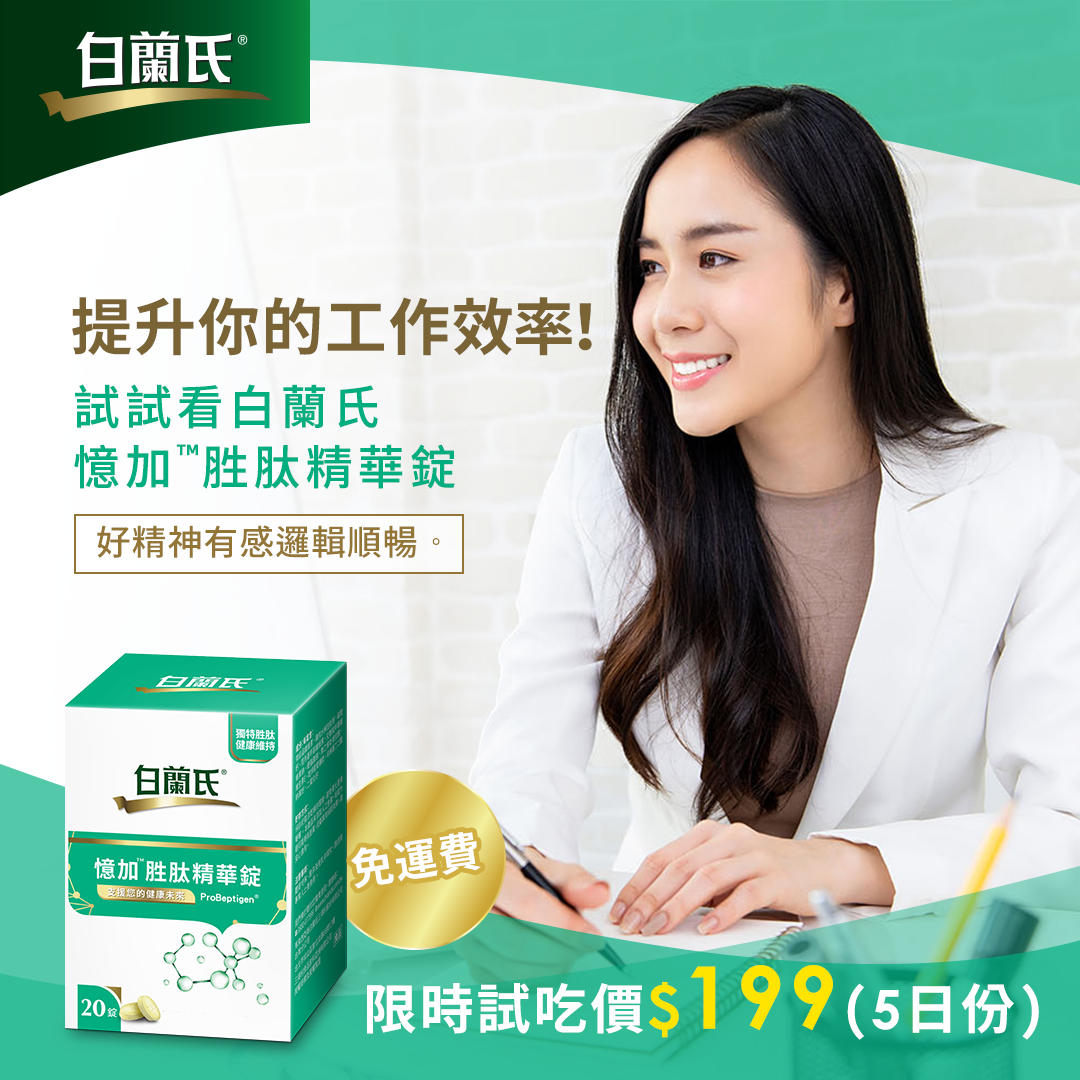 白蘭氏®
提升你的工作效率!
試試看白蘭氏
憶加™胜肽精華錠
好精神有感邏輯順暢。
白蘭氏®
獨特胜肽
健康維持
白蘭氏®
憶加™胜肽精華錠
支援您的健康未來 ProBeptigen®
20錠
免運費
限時試吃價$199(5日份)